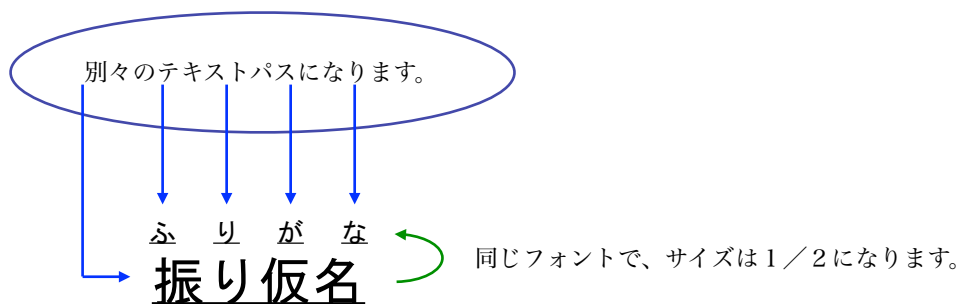 別々のテキストパスになります。
ふ り が な
振り仮名
同じフォントで、サイズは１／２になります。